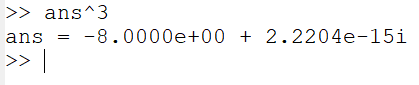 >> ans^3
ans = -8.0000e+00 + 2.2204e-15i
>>